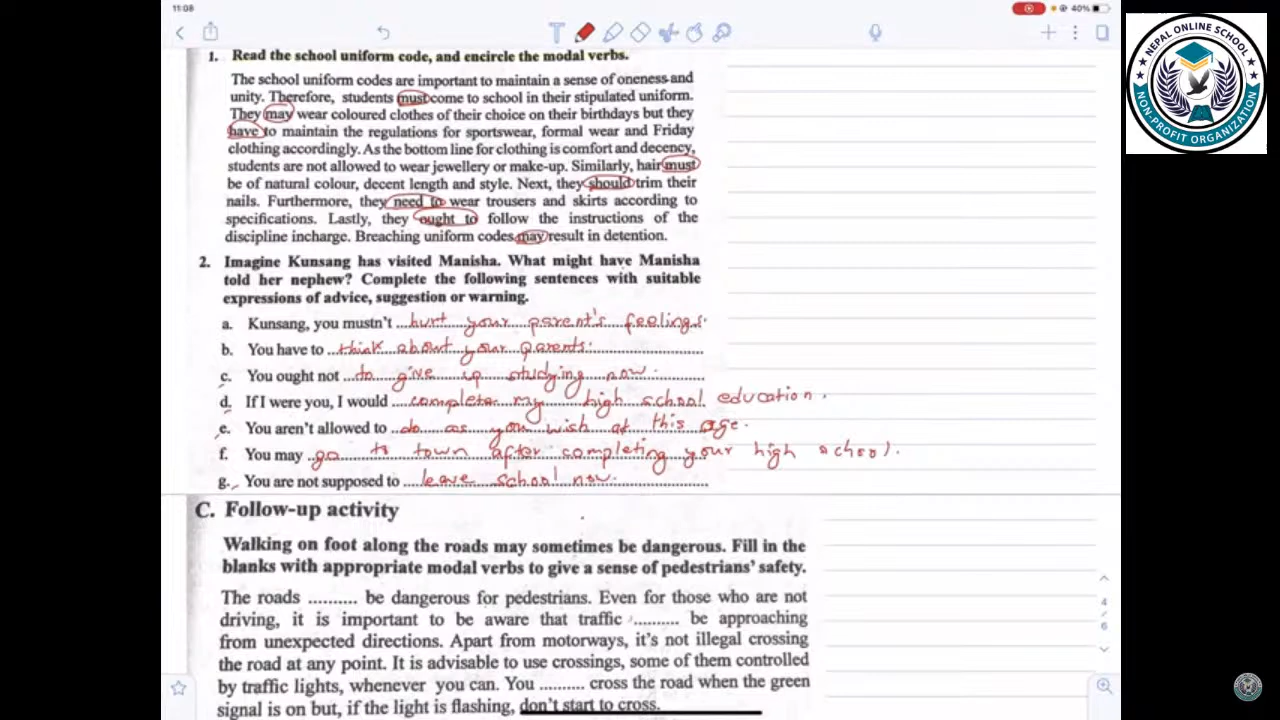 11:08
40%
NEPAL ONLINE SCHOOL
NON-PROFIT ORGANIZATION
1. Read the school uniform code, and encircle the modal verbs.
The school uniform codes are important to maintain a sense of oneness and
unity. Therefore, students must come to school in their stipulated uniform.
They may wear coloured clothes of their choice on their birthdays but they
have to maintain the regulations for sportswear, formal wear and Friday
clothing accordingly. As the bottom line for clothing is comfort and decency,
students are not allowed to wear jewellery or make-up. Similarly, hair must
be of natural colour, decent length and style. Next, they should trim their
nails. Furthermore, they need to wear trousers and skirts according to
specifications. Lastly, they ought to follow the instructions of the
discipline incharge. Breaching uniform codes may result in detention.
2. Imagine Kunsang has visited Manisha. What might have Manisha
told her nephew? Complete the following sentences with suitable
expressions of advice, suggestion or warning.
a. Kunsang, you mustn't hurt your parent's feelings.
b. You have to think about your parents.
c. You ought not to give up studying now.
d. If I were you, I would complete my high school education.
e. You aren't allowed to do as you wish at this age.
f. You may go to town after completing your high school.
g. You are not supposed to leave school now.
C. Follow-up activity
Walking on foot along the roads may sometimes be dangerous. Fill in the
blanks with appropriate modal verbs to give a sense of pedestrians' safety.
The roads .......... be dangerous for pedestrians. Even for those who are not
driving, it is important to be aware that traffic .......... be approaching
from unexpected directions. Apart from motorways, it's not illegal crossing
the road at any point. It is advisable to use crossings, some of them controlled
by traffic lights, whenever you can. You .......... cross the road when the green
signal is on but, if the light is flashing, don't start to cross.
4
6